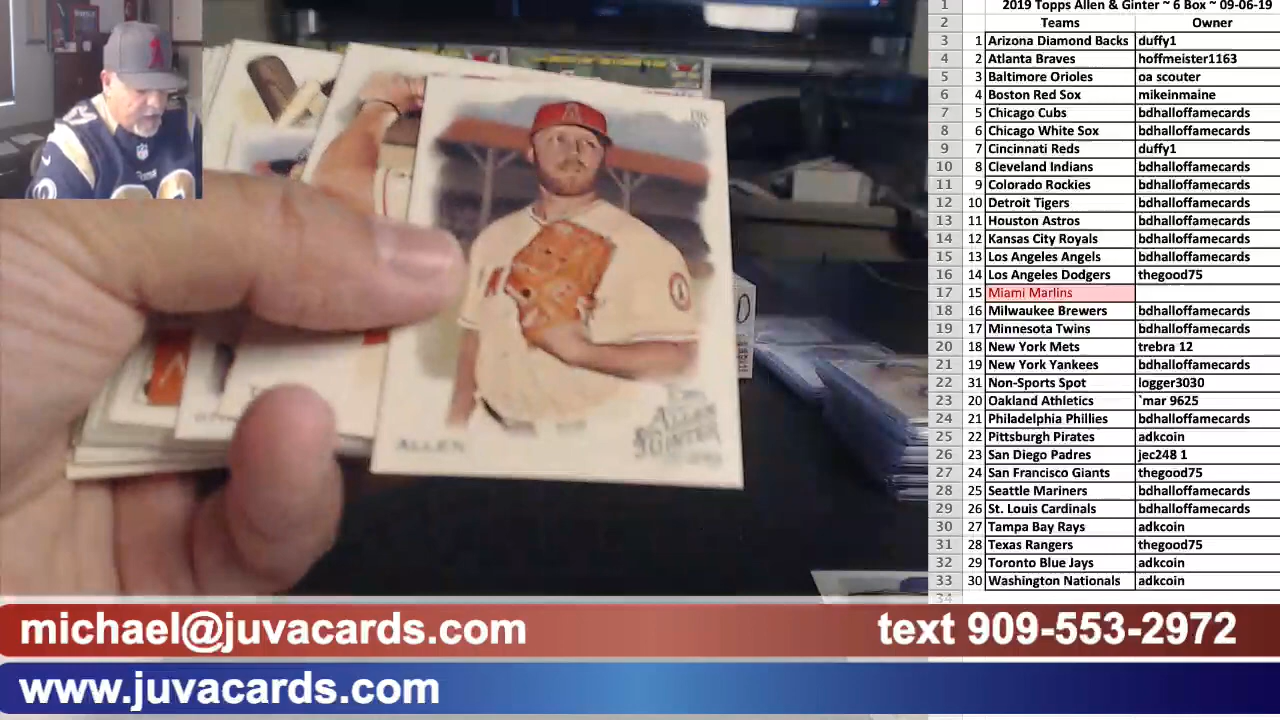 1 2019 Topps Allen & Ginter ~ 6 Box ~ 09-06-19
2 Teams Owner
3 1 Arizona Diamond Backs duffy1
4 2 Atlanta Braves hoffmeister1163
5 3 Baltimore Orioles oa scouter
6 4 Boston Red Sox mikeinmaine
7 5 Chicago Cubs bdhalloffamecards
8 6 Chicago White Sox bdhalloffamecards
9 7 Cincinnati Reds duffy1
10 8 Cleveland Indians bdhalloffamecards
11 9 Colorado Rockies bdhalloffamecards
12 10 Detroit Tigers bdhalloffamecards
13 11 Houston Astros bdhalloffamecards
14 12 Kansas City Royals bdhalloffamecards
15 13 Los Angeles Angels bdhalloffamecards
16 14 Los Angeles Dodgers thegood75
17 15 Miami Marlins
18 16 Milwaukee Brewers bdhalloffamecards
19 17 Minnesota Twins bdhalloffamecards
20 18 New York Mets trebra 12
21 19 New York Yankees bdhalloffamecards
22 31 Non-Sports Spot logger3030
23 20 Oakland Athletics `mar 9625
24 21 Philadelphia Phillies bdhalloffamecards
25 22 Pittsburgh Pirates adkcoin
26 23 San Diego Padres jec248 1
27 24 San Francisco Giants thegood75
28 25 Seattle Mariners bdhalloffamecards
29 26 St. Louis Cardinals bdhalloffamecards
30 27 Tampa Bay Rays adkcoin
31 28 Texas Rangers thegood75
32 29 Toronto Blue Jays adkcoin
33 30 Washington Nationals adkcoin
34
ALLEN
ALLEN
& GINTER
michael@juvacards.com text 909-553-2972
www.juvacards.com